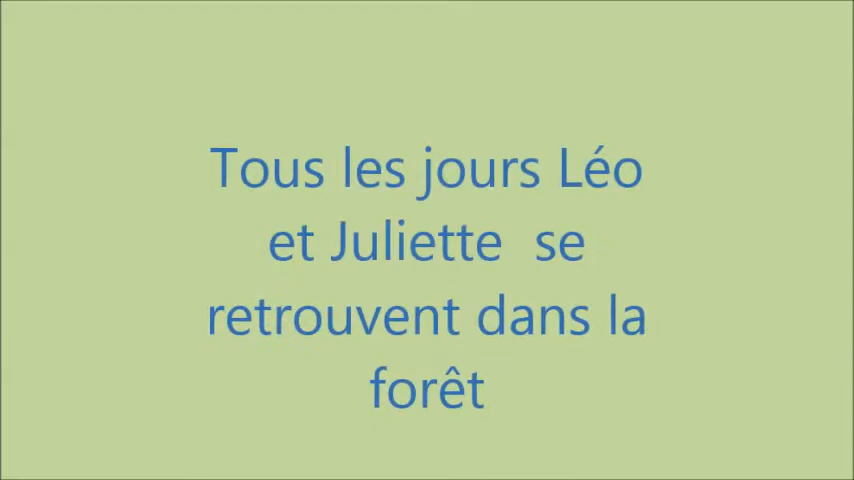 Tous les jours Léo
et Juliette  se
retrouvent dans la
forêt